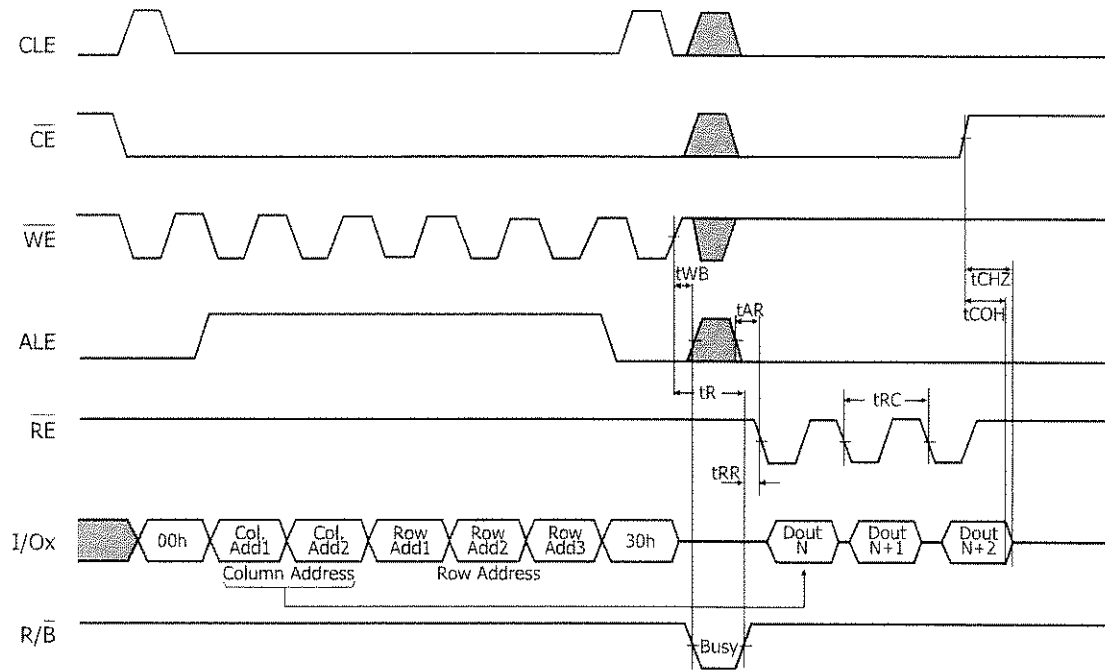 CLE
CE
WE
tWB
tCHZ
tCOH
tAR
ALE
tR
tRC
RE
tRR
I/Ox
00h
Col. Add1
Col. Add2
Row Add1
Row Add2
Row Add3
30h
Dout N
Dout N+1
Dout N+2
Column Address
Row Address
R/B
Busy